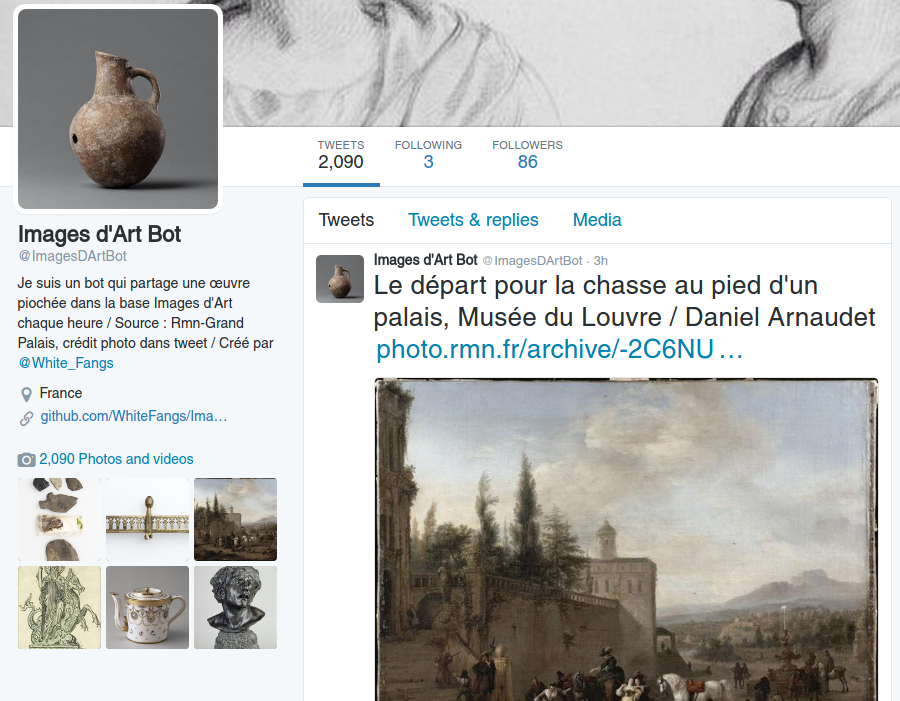 TWEETS
2,090
FOLLOWING
3
FOLLOWERS
86
Images d'Art Bot
@ImagesDArtBot
Je suis un bot qui partage une œuvre
piochée dans la base Images d'Art
chaque heure / Source : Rmn-Grand
Palais, crédit photo dans tweet / Créé par
@White_Fangs
France
github.com/WhiteFangs/Ima…
2,090 Photos and videos
Tweets
Tweets & replies
Media
Images d'Art Bot @ImagesDArtBot · 3h
Le départ pour la chasse au pied d'un
palais, Musée du Louvre / Daniel Arnaudet
photo.rmn.fr/archive/-2C6NU …